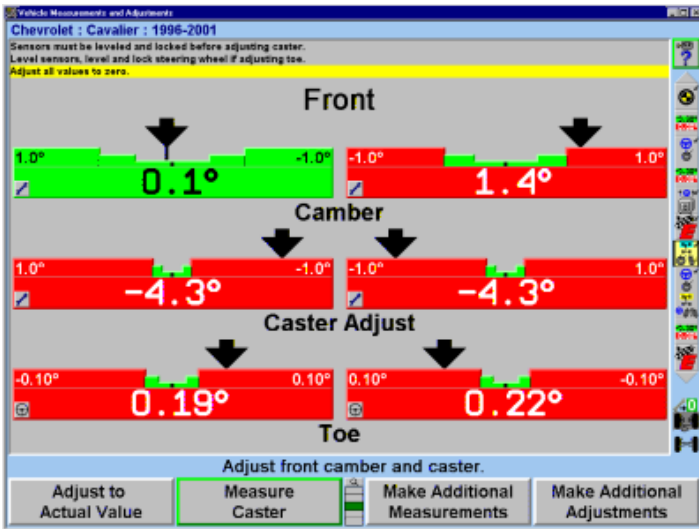 Vehicle Measurements and Adjustments
Chevrolet : Cavalier : 1996-2001
Sensors must be leveled and locked before adjusting caster.
Level sensors, level and lock steering wheel if adjusting toe.
Adjust all values to zero.
Front
1.0° -1.0° -1.0° 1.0°
0.1° 1.4°
Camber
1.0° -1.0° -1.0° 1.0°
-4.3° -4.3°
Caster Adjust
-0.10° 0.10° 0.10° -0.10°
0.19° 0.22°
Toe
Adjust front camber and caster.
Adjust to Measure Make Additional Make Additional
Actual Value Caster Measurements Adjustments